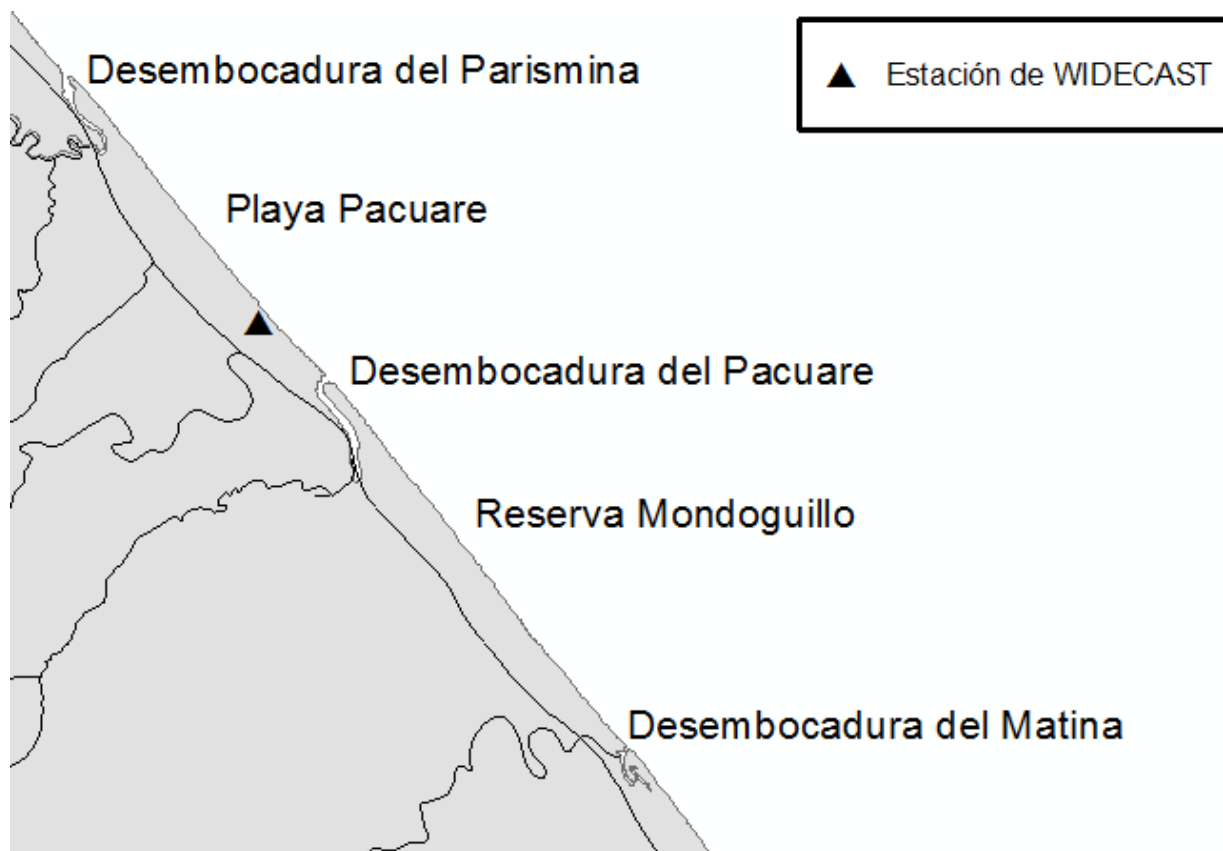 Desembocadura del Parismina
Estación de WIDECAST
Playa Pacuare
Desembocadura del Pacuare
Reserva Mondoguillo
Desembocadura del Matina